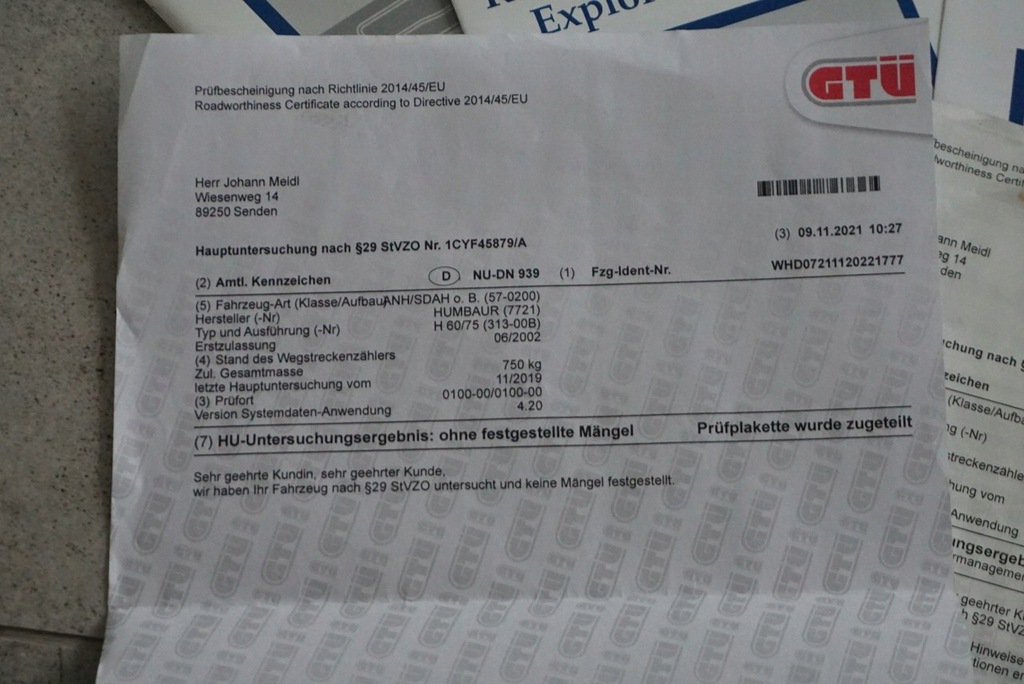 Explo
GTÜ
Prüfbescheinigung nach Richtlinie 2014/45/EU
Roadworthiness Certificate according to Directive 2014/45/EU
Herr Johann Meidl
Wiesenweg 14
89250 Senden
(3) 09.11.2021 10:27
Hauptuntersuchung nach §29 StVZO Nr. 1CYF45879/A
(2) Amtl. Kennzeichen D NU-DN 939 (1) Fzg-Ident-Nr. WHD07211120221777
(5) Fahrzeug-Art (Klasse/Aufbau ANH/SDAH o. B. (57-0200)
Hersteller (-Nr) HUMBAUR (7721)
Typ und Ausführung (-Nr) H 60/75 (313-00B)
Erstzulassung 06/2002
(4) Stand des Wegstreckenzählers
Zul. Gesamtmasse 750 kg
letzte Hauptuntersuchung vom 11/2019
(3) Prüfort 0100-00/0100-00
Version Systemdaten-Anwendung 4.20
(7) HU-Untersuchungsergebnis: ohne festgestellte Mängel Prüfplakette wurde zugeteilt
Sehr geehrte Kundin, sehr geehrter Kunde,
wir haben Ihr Fahrzeug nach §29 StVZO untersucht und keine Mängel festgestellt.
bescheinigung na
worthiness Certif
ann Meidl
eg 14
den
chung nach §
zeichen
(Klasse/Aufba
ng (-Nr)
streckenzähle
hung vom
Anwendung
ngsergeb
rmanageme
geehrter K
h §29 StVZ
Hinweise
tionen er